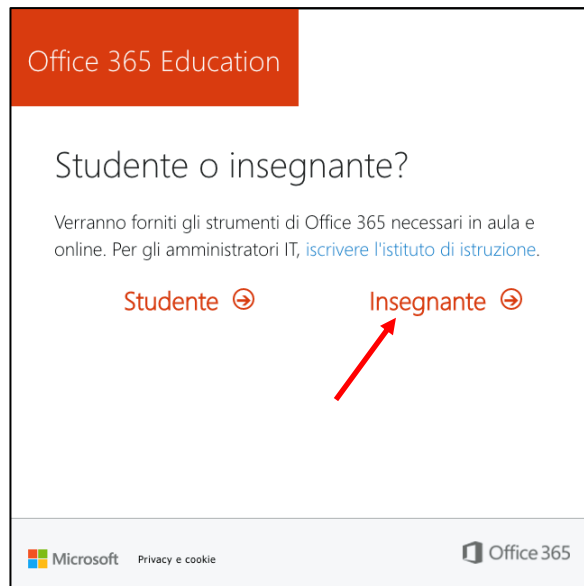 Office 365 Education
Studente o insegnante?
Verranno forniti gli strumenti di Office 365 necessari in aula e
online. Per gli amministratori IT, iscrivere l'istituto di istruzione.
Studente Insegnante
Microsoft Privacy e cookie Office 365